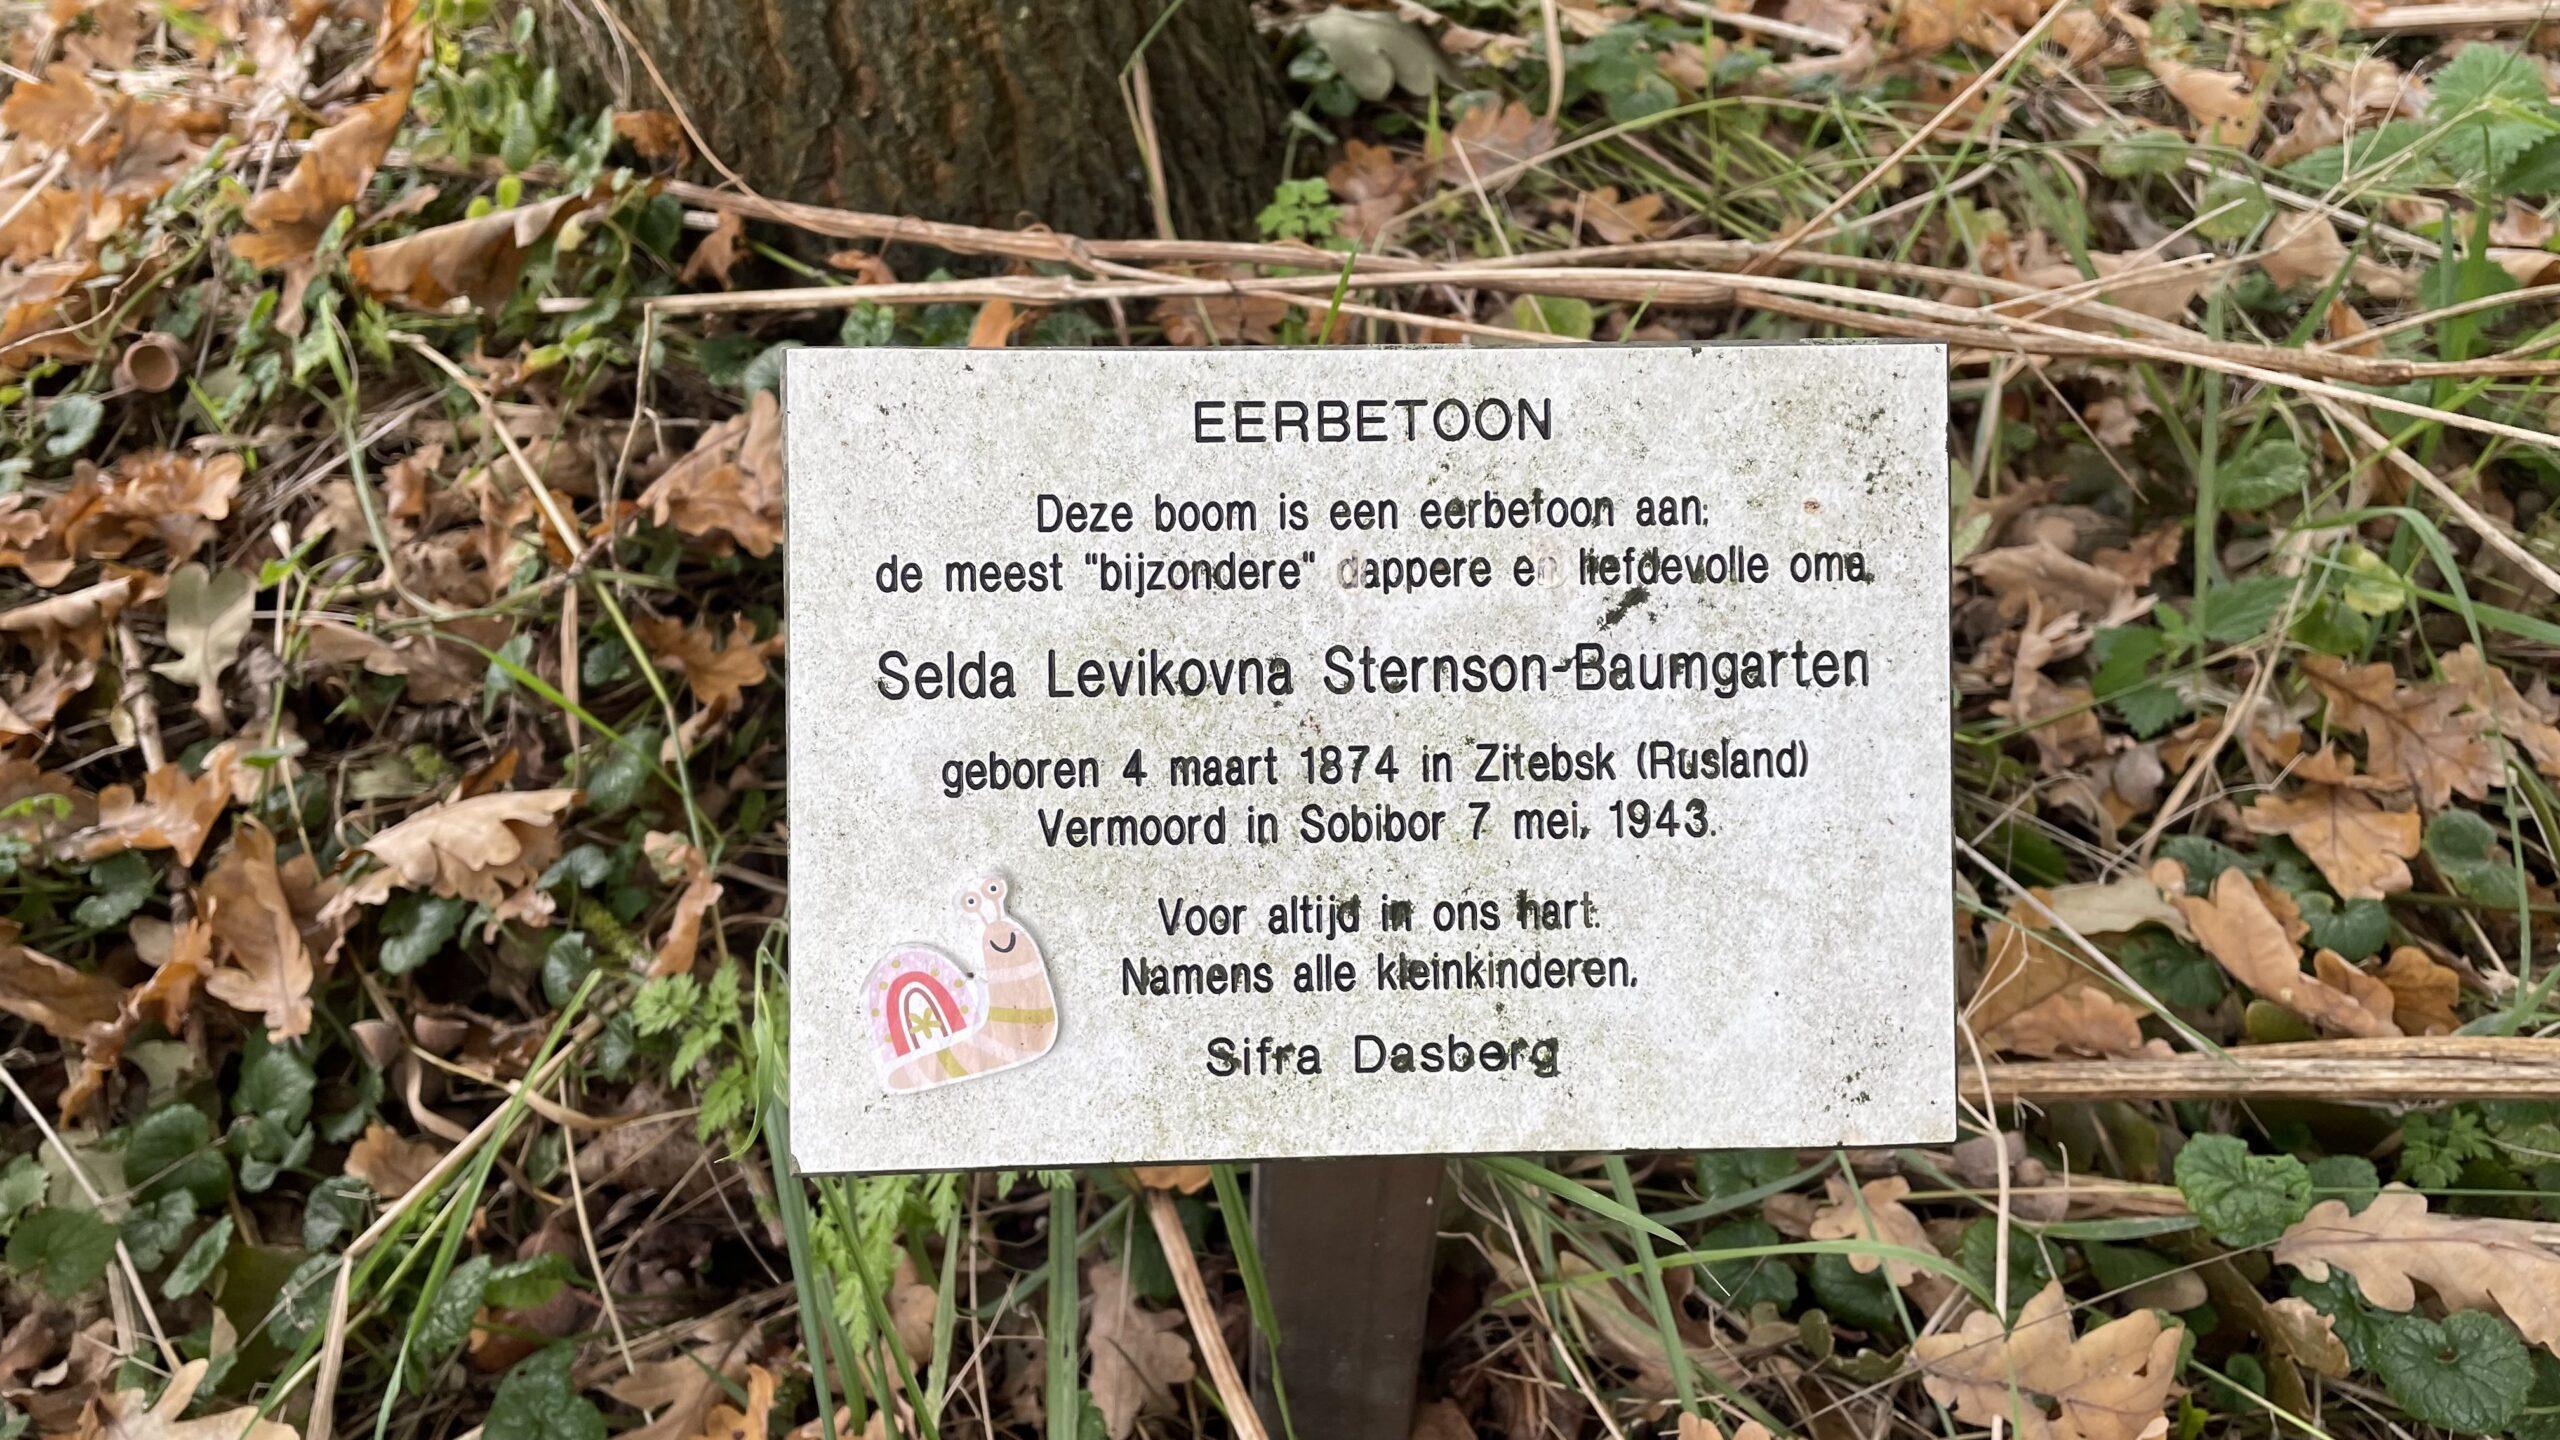 EERBETOON
Deze boom is een eerbetoon aan:
de meest "bijzondere" dappere en liefdevolle oma.
Selda Levikovna Sternson-Baumgarten
geboren 4 maart 1874 in Zitebsk (Rusland)
Vermoord in Sobibor 7 mei, 1943.
Voor altijd in ons hart.
Namens alle kleinkinderen.
Sifra Dasberg